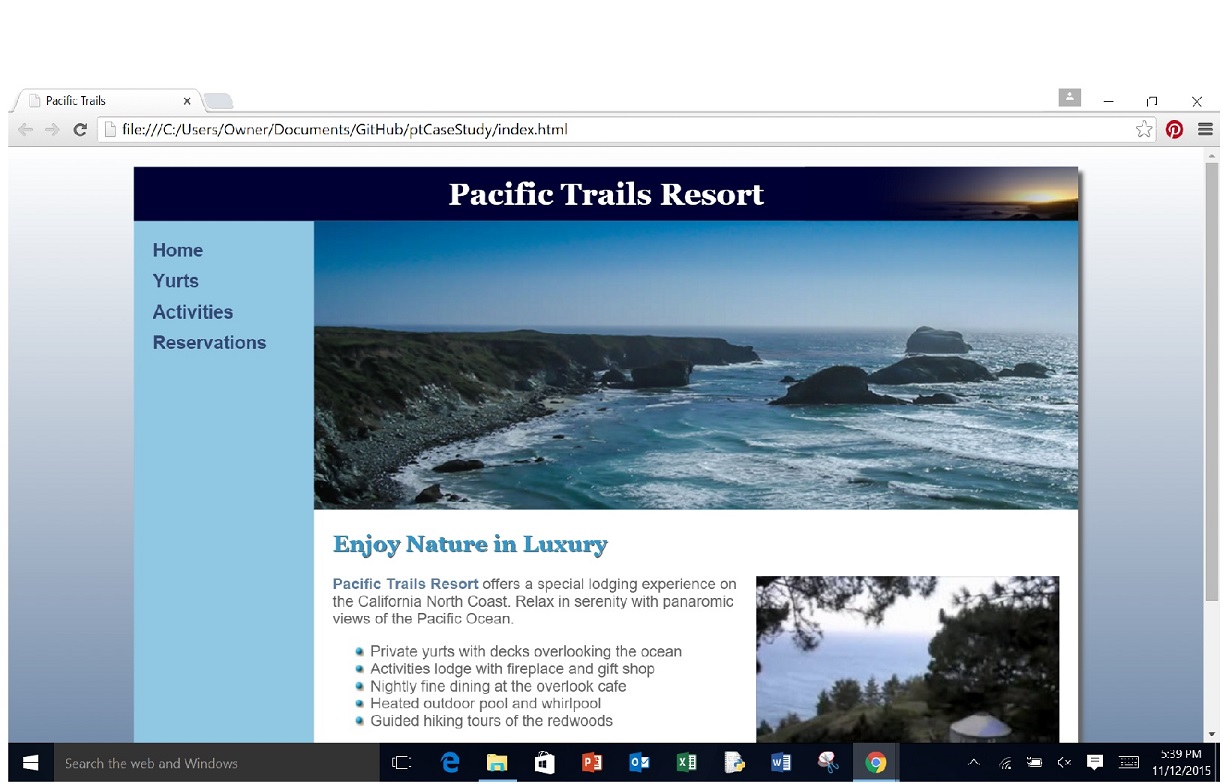 Pacific Trails
file:///C:/Users/Owner/Documents/GitHub/ptCaseStudy/index.html
Pacific Trails Resort
Home
Yurts
Activities
Reservations
Enjoy Nature in Luxury
Pacific Trails Resort offers a special lodging experience on
the California North Coast. Relax in serenity with panaromic
views of the Pacific Ocean.
Private yurts with decks overlooking the ocean
Activities lodge with fireplace and gift shop
Nightly fine dining at the overlook cafe
Heated outdoor pool and whirlpool
Guided hiking tours of the redwoods
Search the web and Windows
5:39 PM
11/12/2015